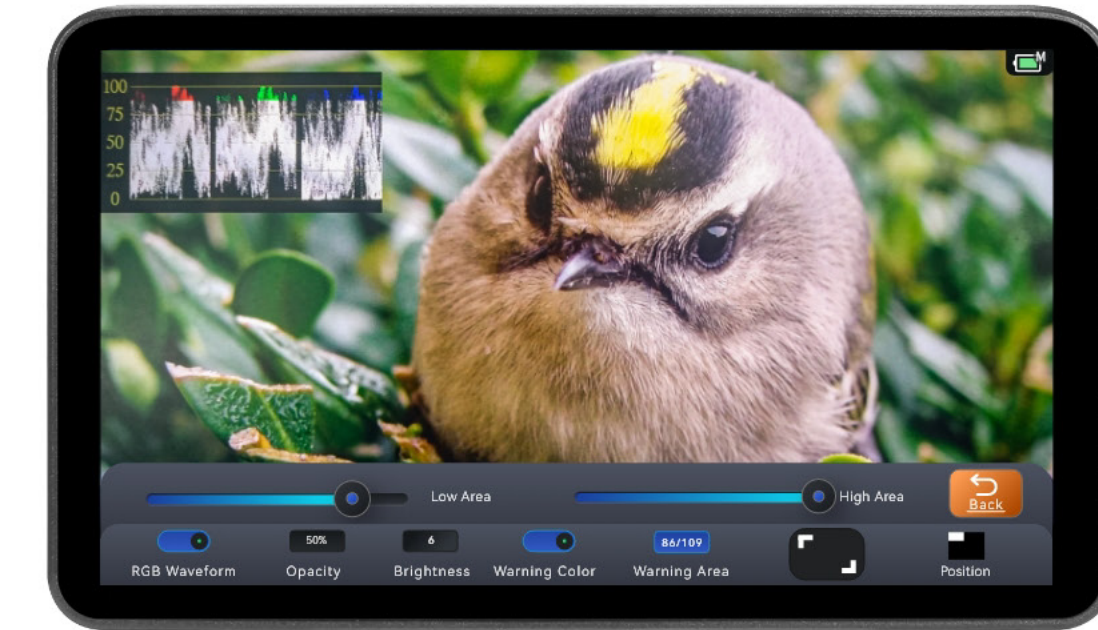 M
100
75
50
25
0
Low Area
High Area
Back
50%
6
86/109
RGB Waveform
Opacity
Brightness
Warning Color
Warning Area
Position